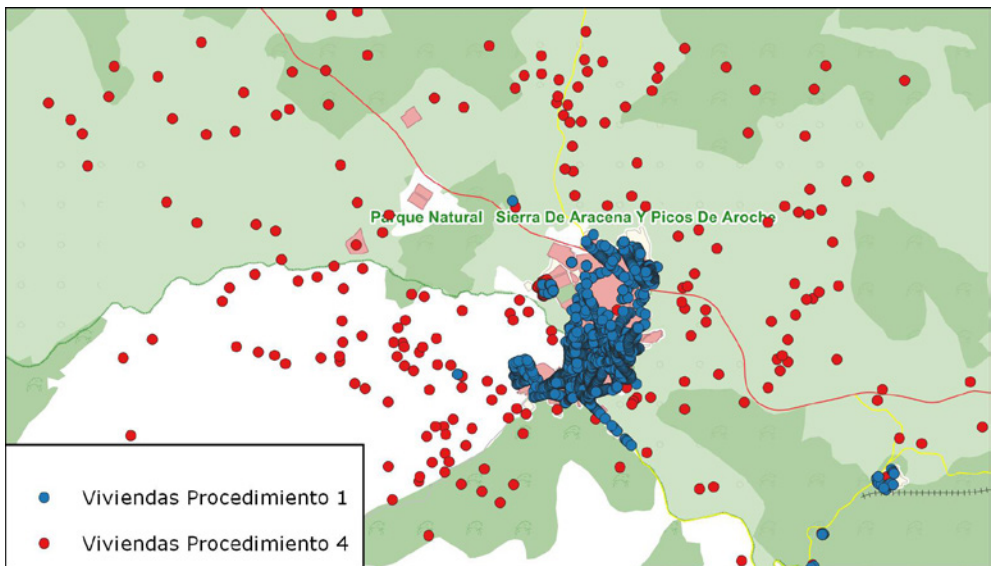 Parque Natural Sierra De Aracena Y Picos De Aroche
Viviendas Procedimiento 1
Viviendas Procedimiento 4